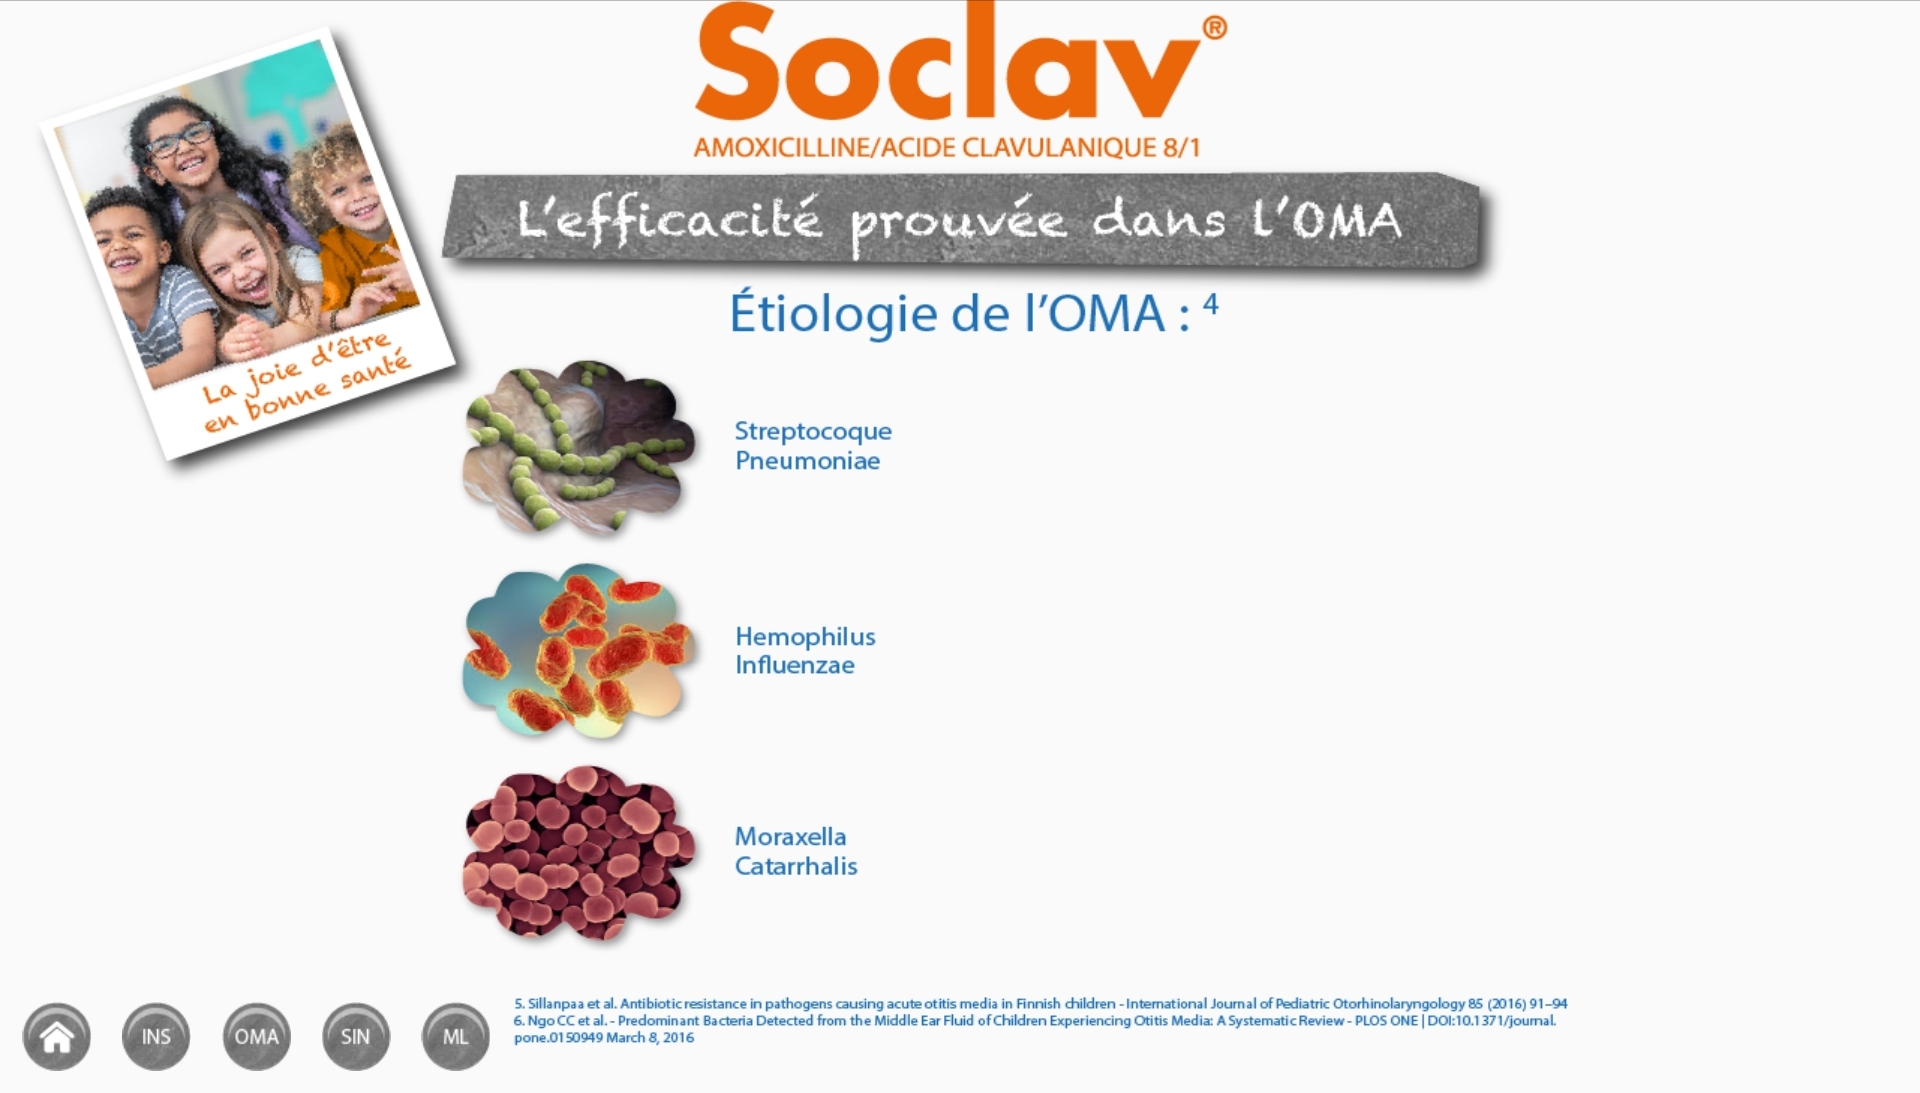 Soclav®
AMOXICILLINE/ACIDE CLAVULANIQUE 8/1
L'efficacité prouvée dans l'OMA
La joie d'être
en bonne santé
Étiologie de l'OMA : 4
Streptocoque
Pneumoniae
Hemophilus
Influenzae
Moraxella
Catarrhalis
INS
OMA
SIN
ML
5. Sillanpaa et al. Antibiotic resistance in pathogens causing acute otitis media in Finnish children - International Journal of Pediatric Otorhinolaryngology 85 (2016) 91–94
6. Ngo CC et al. - Predominant Bacteria Detected from the Middle Ear Fluid of Children Experiencing Otitis Media: A Systematic Review - PLOS ONE | DOI:10.1371/journal.
pone.0150949 March 8, 2016